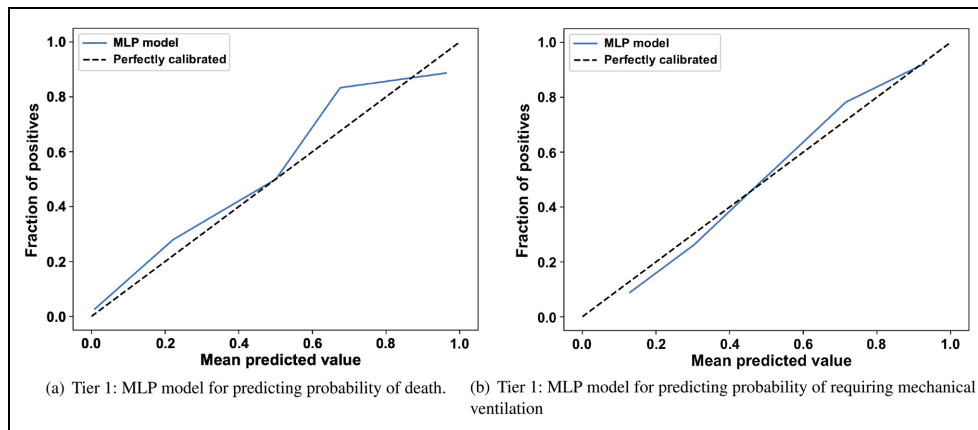 MLP model
Perfectly calibrated
1.0
0.8
0.6
0.4
0.2
0.0
Fraction of positives
0.0 0.2 0.4 0.6 0.8 1.0
Mean predicted value
(a) Tier 1: MLP model for predicting probability of death.
MLP model
Perfectly calibrated
1.0
0.8
0.6
0.4
0.2
0.0
Fraction of positives
0.0 0.2 0.4 0.6 0.8 1.0
Mean predicted value
(b) Tier 1: MLP model for predicting probability of requiring mechanical
ventilation